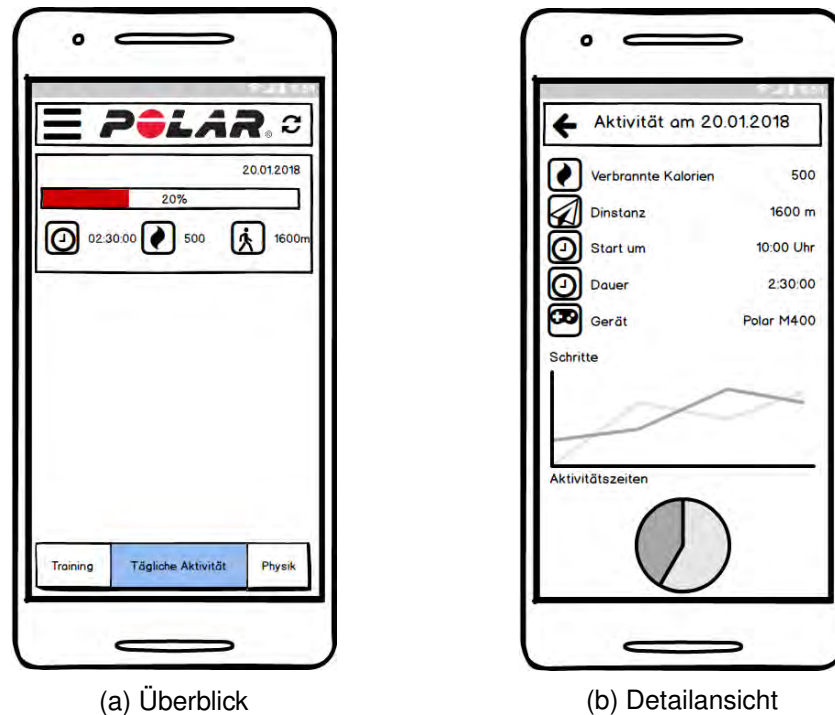 POLAR®
20.01.2018
20%
02:30:00 500 1600m
Training Tägliche Aktivität Physik
(a) Überblick
Aktivität am 20.01.2018
Verbrannte Kalorien 500
Dinstanz 1600 m
Start um 10:00 Uhr
Dauer 2:30:00
Gerät Polar M400
Schritte
Aktivitätszeiten
(b) Detailansicht